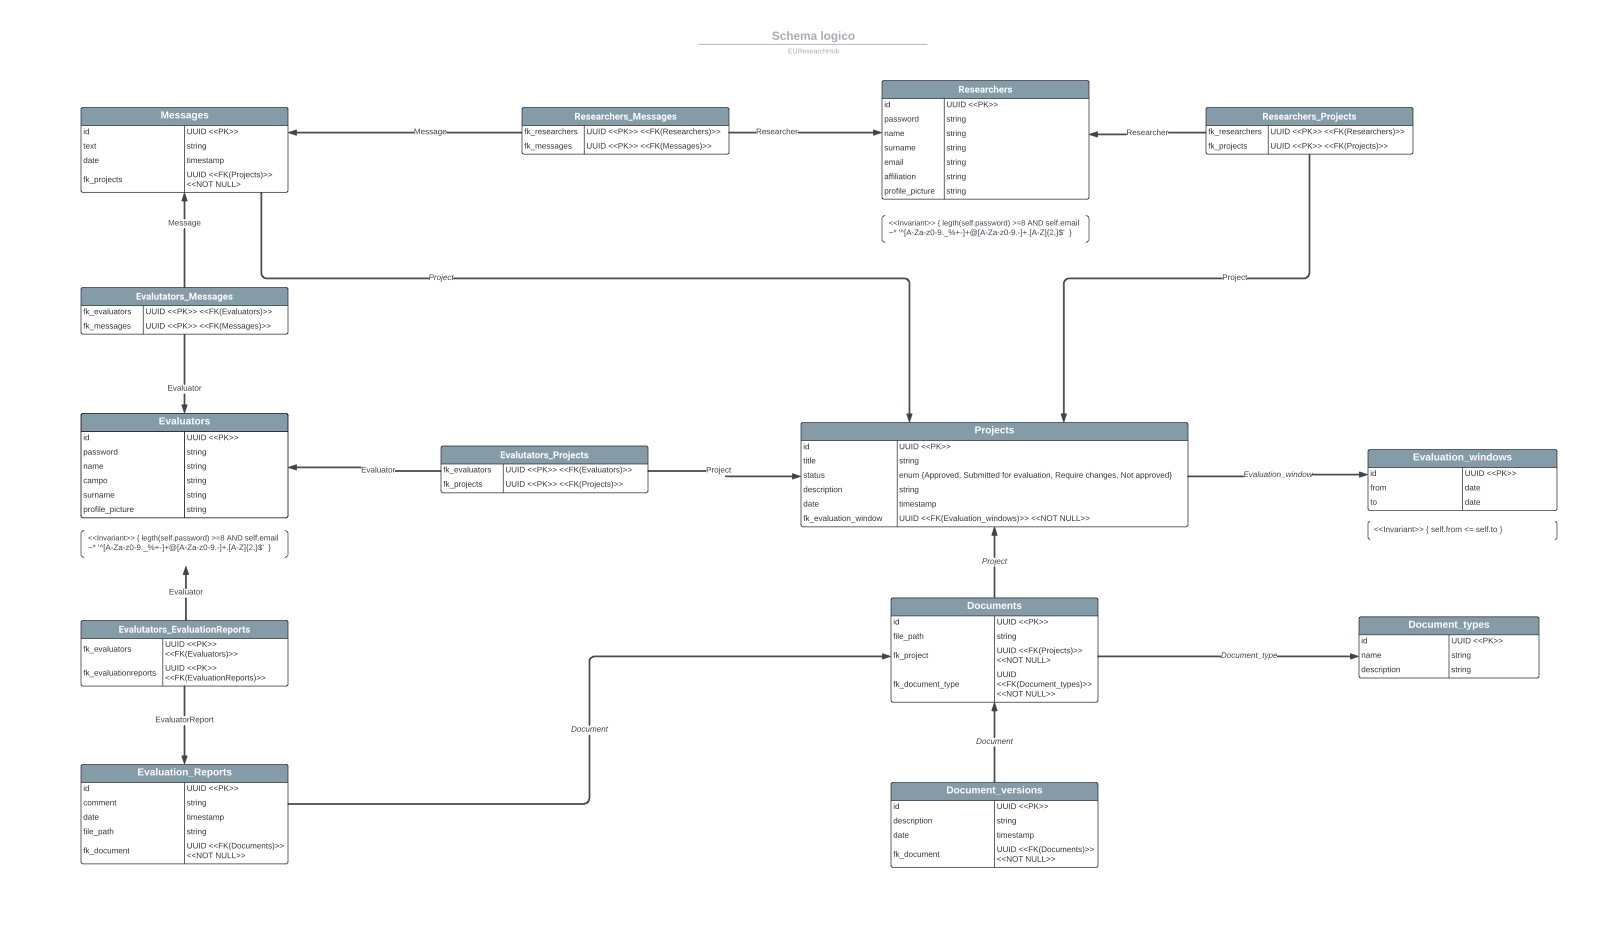 Schema logico
EUResearchHub
Messages
id UUID <<PK>>
text string
date timestamp
fk_projects UUID <<FK(Projects)>>
<<NOT NULL>
Message
Researchers_Messages
fk_researchers UUID <<PK>> <<FK(Researchers)>>
fk_messages UUID <<PK>> <<FK(Messages)>>
Researcher
Researchers
id UUID <<PK>>
password string
name string
surname string
email string
affiliation string
profile_picture string
<<Invariant>> { legth(self.password) >=8 AND self.email
~* '^[A-Za-z0-9._%+-]+@[A-Za-z0-9.-]+.[A-Z]{2,}$' }
Researcher
Researchers_Projects
fk_researchers UUID <<PK>> <<FK(Researchers)>>
fk_projects UUID <<PK>> <<FK(Projects)>>
Message
Project
Project
Evalutators_Messages
fk_evaluators UUID <<PK>> <<FK(Evaluators)>>
fk_messages UUID <<PK>> <<FK(Messages)>>
Evaluator
Evaluators
id UUID <<PK>>
password string
name string
campo string
surname string
profile_picture string
<<Invariant>> { legth(self.password) >=8 AND self.email
~* '^[A-Za-z0-9._%+-]+@[A-Za-z0-9.-]+.[A-Z]{2,}$' }
Evaluator
Evalutators_Projects
fk_evaluators UUID <<PK>> <<FK(Evaluators)>>
fk_projects UUID <<PK>> <<FK(Projects)>>
Project
Projects
id UUID <<PK>>
title string
status enum {Approved, Submitted for evaluation, Require changes, Not approved}
description string
date timestamp
fk_evaluation_window UUID <<FK(Evaluation_windows)>> <<NOT NULL>>
Evaluation_window
Evaluation_windows
id UUID <<PK>>
from date
to date
<<Invariant>> { self.from <= self.to }
Evaluator
Project
Evalutators_EvaluationReports
fk_evaluators UUID <<PK>>
<<FK(Evaluators)>>
fk_evaluationreports UUID <<PK>>
<<FK(EvaluationReports)>>
EvaluatorReport
Documents
id UUID <<PK>>
file_path string
fk_project UUID <<FK(Projects)>>
<<NOT NULL>
fk_document_type UUID
<<FK(Document_types)>>
<<NOT NULL>>
Document_type
Document_types
id UUID <<PK>>
name string
description string
Document
Document
Evaluation_Reports
id UUID <<PK>>
comment string
date timestamp
file_path string
fk_document UUID <<FK(Documents)>>
<<NOT NULL>>
Document_versions
id UUID <<PK>>
description string
date timestamp
fk_document UUID <<FK(Documents)>>
<<NOT NULL>>